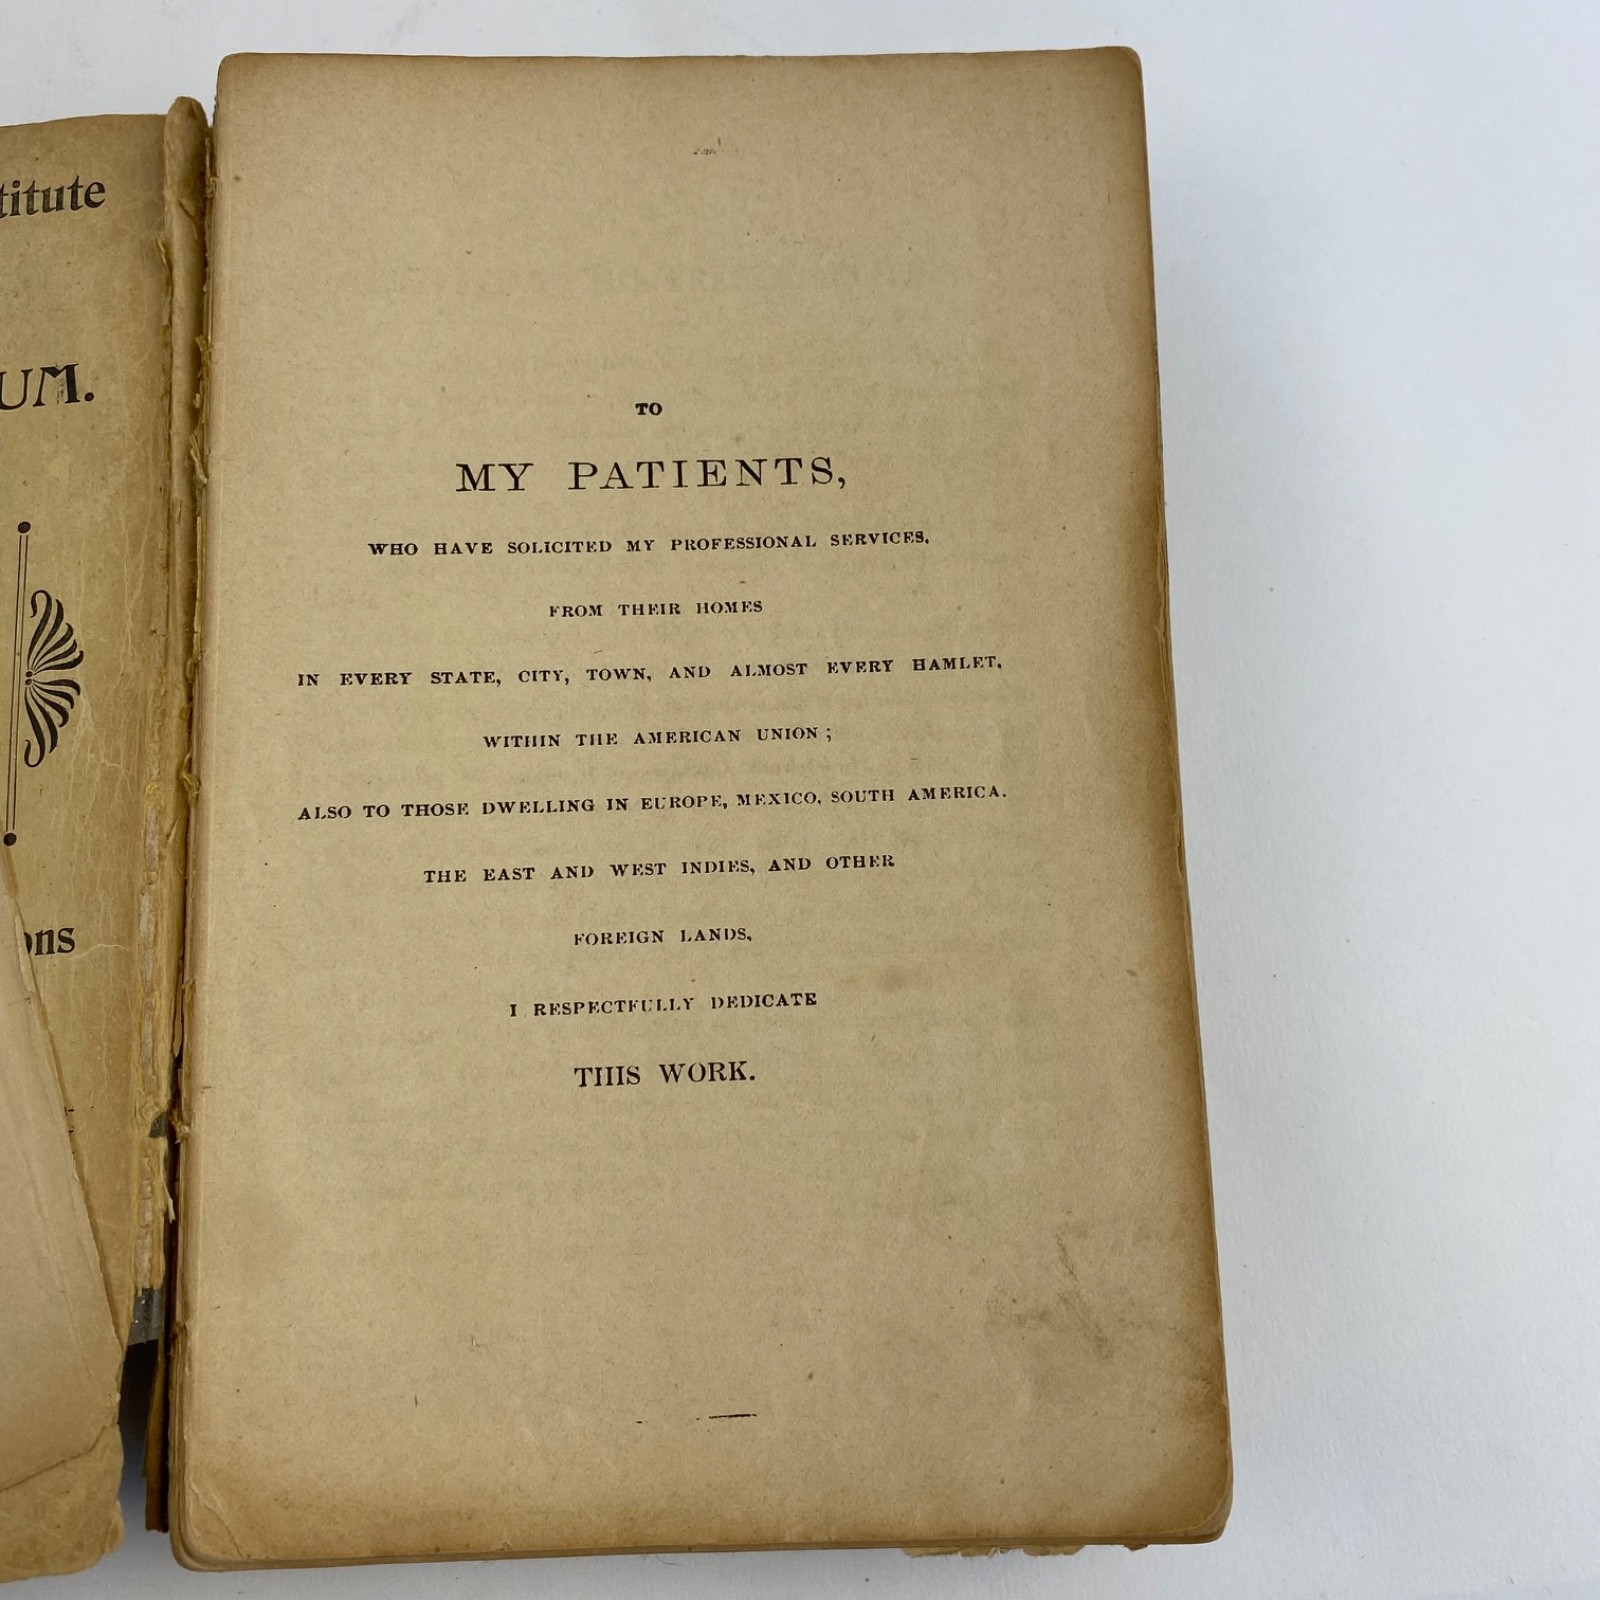 titute
UM.
ons
TO
MY PATIENTS,
WHO HAVE SOLICITED MY PROFESSIONAL SERVICES,
FROM THEIR HOMES
IN EVERY STATE, CITY, TOWN, AND ALMOST EVERY HAMLET,
WITHIN THE AMERICAN UNION;
ALSO TO THOSE DWELLING IN EUROPE, MEXICO, SOUTH AMERICA,
THE EAST AND WEST INDIES, AND OTHER
FOREIGN LANDS,
I RESPECTFULLY DEDICATE
THIS WORK.